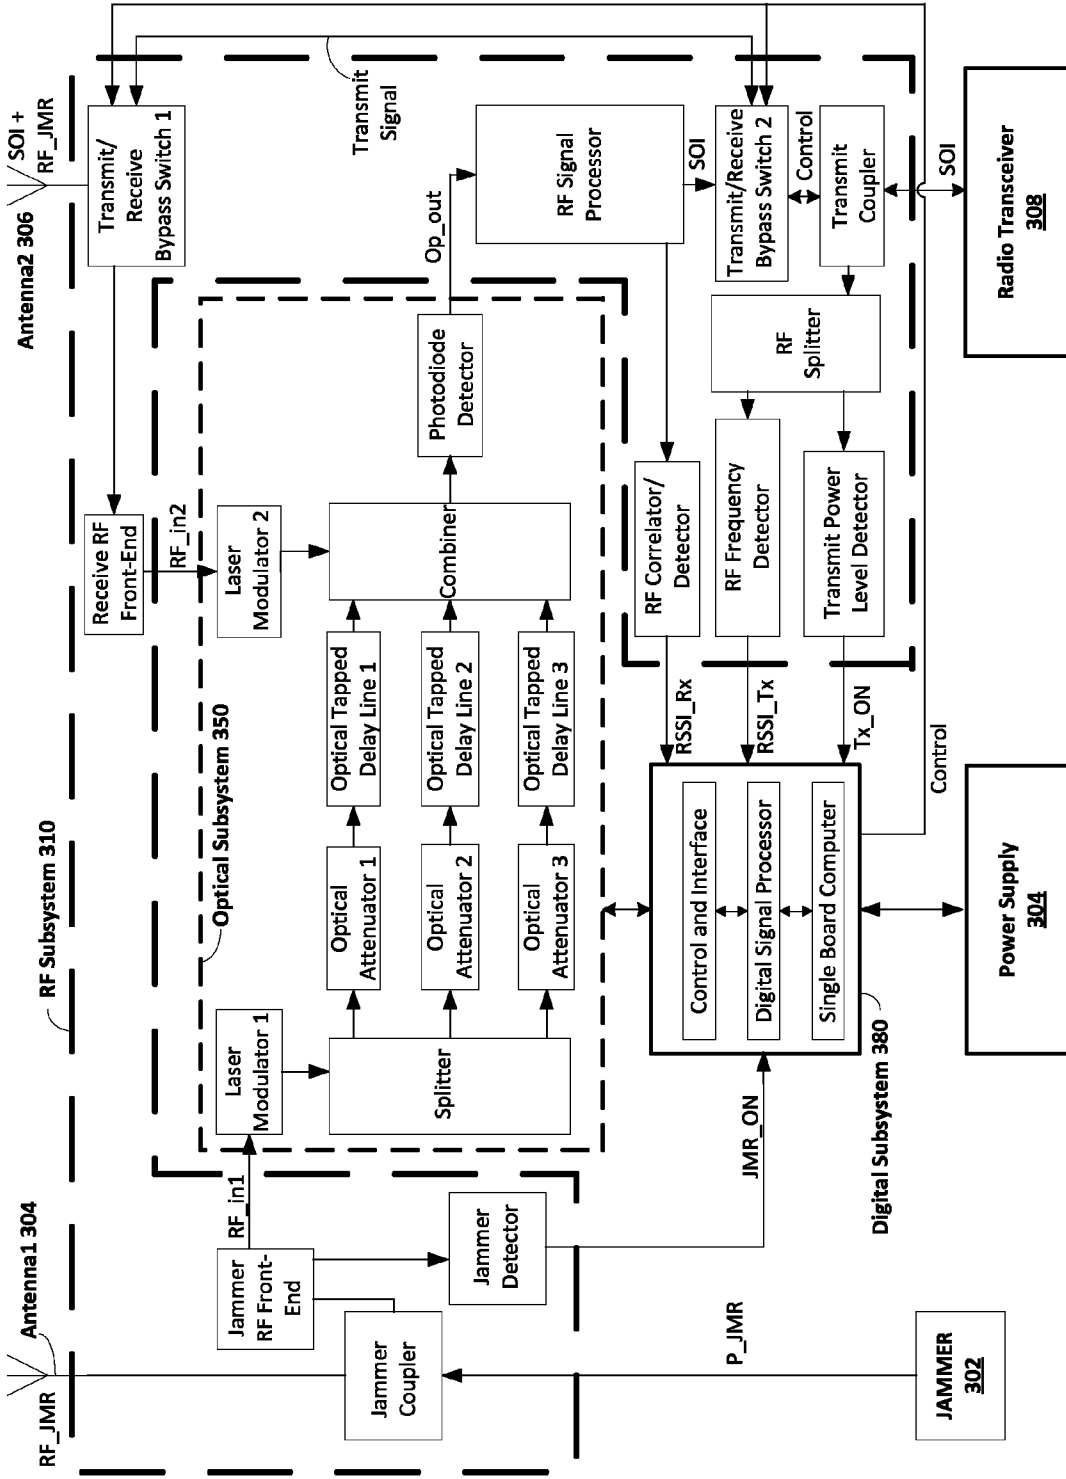 RF_JMR
Antenna1 304
RF Subsystem 310
Antenna2 306
SOI +
RF_JMR
Transmit/
Receive
Bypass Switch 1
Receive RF
Front-End
RF_in2
Optical Subsystem 350
Jammer
RF Front-
End
RF_in1
Laser
Modulator 1
Laser
Modulator 2
Splitter
Optical
Attenuator 1
Optical Tapped
Delay Line 1
Optical
Attenuator 2
Optical Tapped
Delay Line 2
Optical
Attenuator 3
Optical Tapped
Delay Line 3
Combiner
Photodiode
Detector
Op_out
Transmit
Signal
RF Signal
Processor
SOI
Jammer
Coupler
Jammer
Detector
JMR_ON
P_JMR
JAMMER
302
Control and Interface
Digital Signal Processor
Single Board Computer
Digital Subsystem 380
RSSI_Rx
RSSI_Tx
Tx_ON
RF Correlator/
Detector
RF Frequency
Detector
Transmit Power
Level Detector
RF
Splitter
Transmit/Receive
Bypass Switch 2
Control
Transmit
Coupler
Control
SOI
Power Supply
304
Radio Transceiver
308